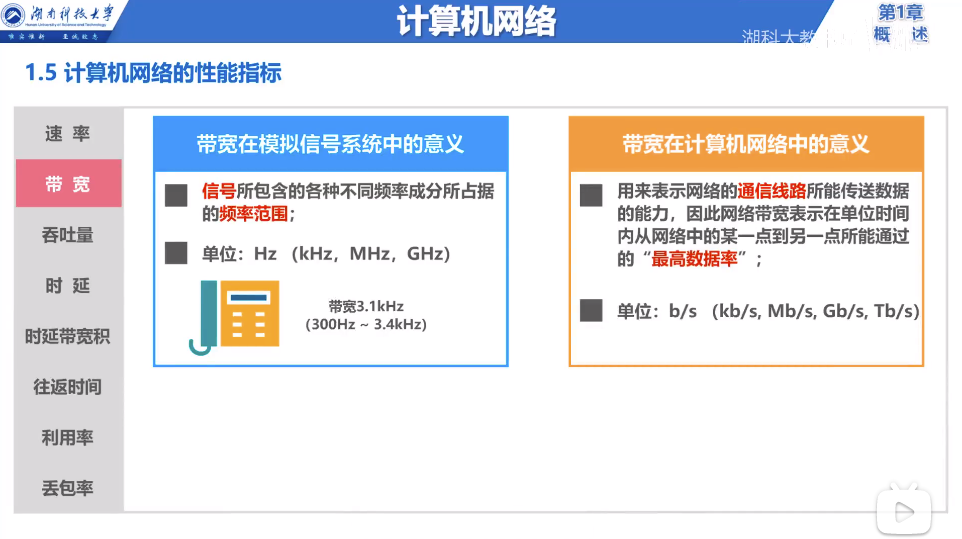 湖南科技大学
Hunan University of Science and Technology
唯实惟新 至诚致志
计算机网络
第1章
概 述
湖科大教
1.5 计算机网络的性能指标
速 率
带 宽
吞吐量
时 延
时延带宽积
往返时间
利用率
丢包率
带宽在模拟信号系统中的意义
信号所包含的各种不同频率成分所占据
的频率范围；
单位：Hz （kHz，MHz，GHz）
带宽3.1kHz
（300Hz ~ 3.4kHz）
带宽在计算机网络中的意义
用来表示网络的通信线路所能传送数据
的能力，因此网络带宽表示在单位时间
内从网络中的某一点到另一点所能通过
的“最高数据率”；
单位：b/s （kb/s, Mb/s, Gb/s, Tb/s）